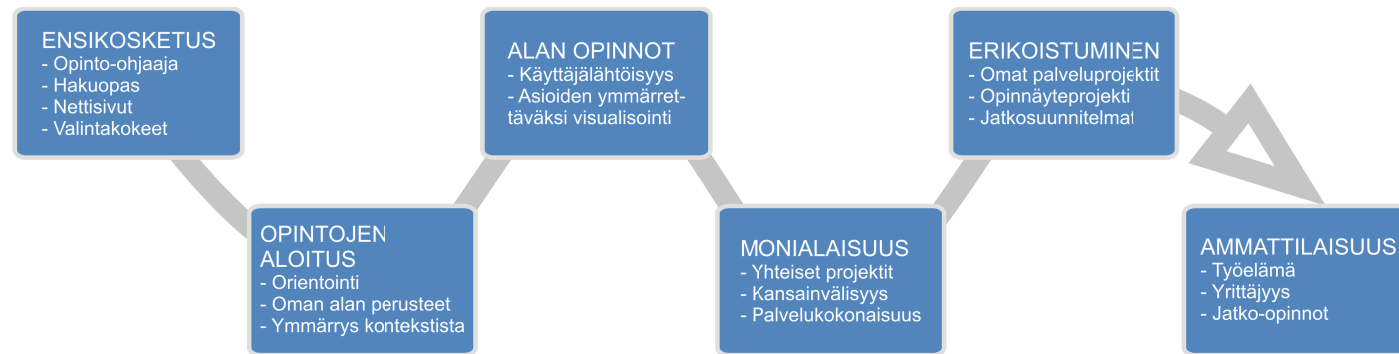 ENSIKOSKETUS
- Opinto-ohjaaja
- Hakuopas
- Nettisivut
- Valintakokeet
OPINTOJEN
ALOITUS
- Orientointi
- Oman alan perusteet
- Ymmärrys kontekstista
ALAN OPINNOT
- Käyttäjälähtöisyys
- Asioiden ymmärret-
täväksi visualisointi
MONIALAISUUS
- Yhteiset projektit
- Kansainvälisyys
- Palvelukokonaisuus
ERIKOISTUMINEN
- Omat palveluprojektit
- Opinnäyteprojekti
- Jatkosuunnitelmat
AMMATTILAISUUS
- Työelämä
- Yrittäjyys
- Jatko-opinnot